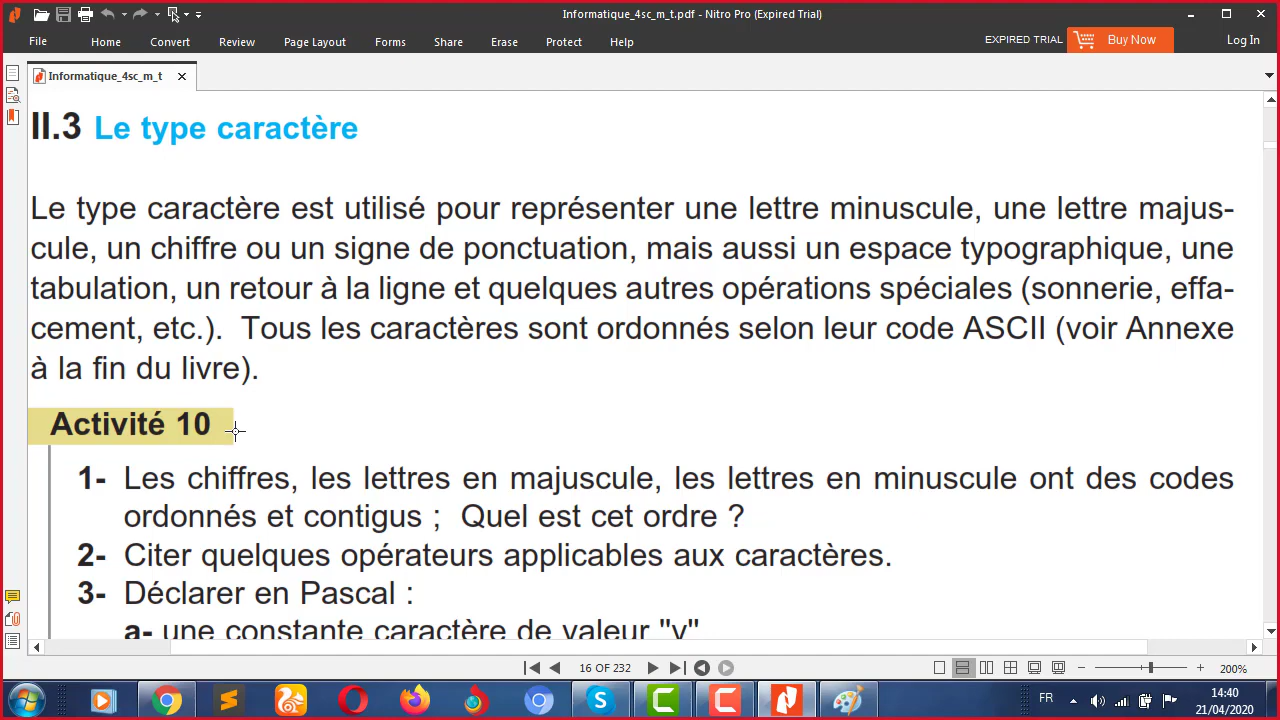 Informatique_4sc_m_t.pdf - Nitro Pro (Expired Trial)
File Home Convert Review Page Layout Forms Share Erase Protect Help EXPIRED TRIAL Buy Now Log In
Informatique_4sc_m_t
II.3 Le type caractère
Le type caractère est utilisé pour représenter une lettre minuscule, une lettre majus-
cule, un chiffre ou un signe de ponctuation, mais aussi un espace typographique, une
tabulation, un retour à la ligne et quelques autres opérations spéciales (sonnerie, effa-
cement, etc.). Tous les caractères sont ordonnés selon leur code ASCII (voir Annexe
à la fin du livre).
Activité 10
1- Les chiffres, les lettres en majuscule, les lettres en minuscule ont des codes
ordonnés et contigus ; Quel est cet ordre ?
2- Citer quelques opérateurs applicables aux caractères.
3- Déclarer en Pascal :
a- une constante caractère de valeur "y"
16 OF 232 200%
FR 14:40
21/04/2020